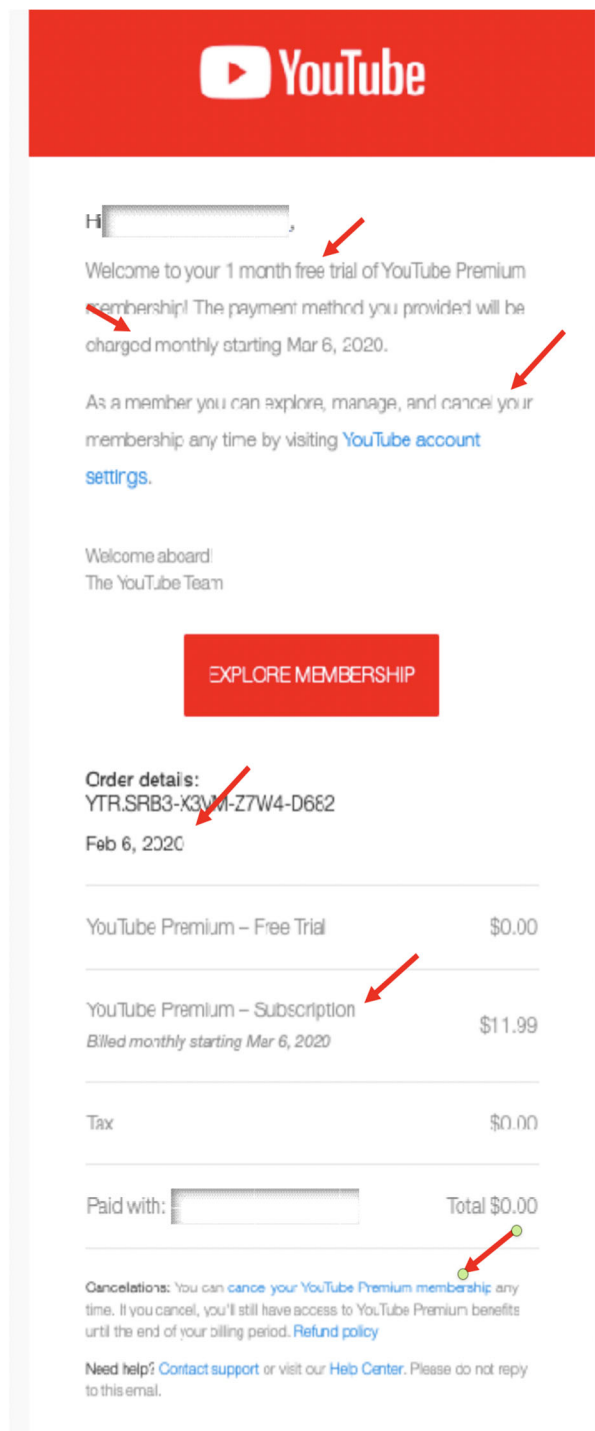 YouTube
Hi ,
Welcome to your 1 month free trial of YouTube Premium
membership! The payment method you provided will be
charged monthly starting Mar 6, 2020.
As a member you can explore, manage, and cancel your
membership any time by visiting YouTube account
settings.
Welcome aboard!
The YouTube Team
EXPLORE MEMBERSHIP
Order details:
YTR.SRB3-X3VM-Z7W4-D682
Feb 6, 2020
YouTube Premium – Free Trial $0.00
YouTube Premium – Subscription
Billed monthly starting Mar 6, 2020
$11.99
Tax $0.00
Paid with: Total $0.00
Cancelations: You can cancel your YouTube Premium membership any
time. If you cancel, you'll still have access to YouTube Premium benefits
until the end of your billing period. Refund policy
Need help? Contact support or visit our Help Center. Please do not reply
to this email.